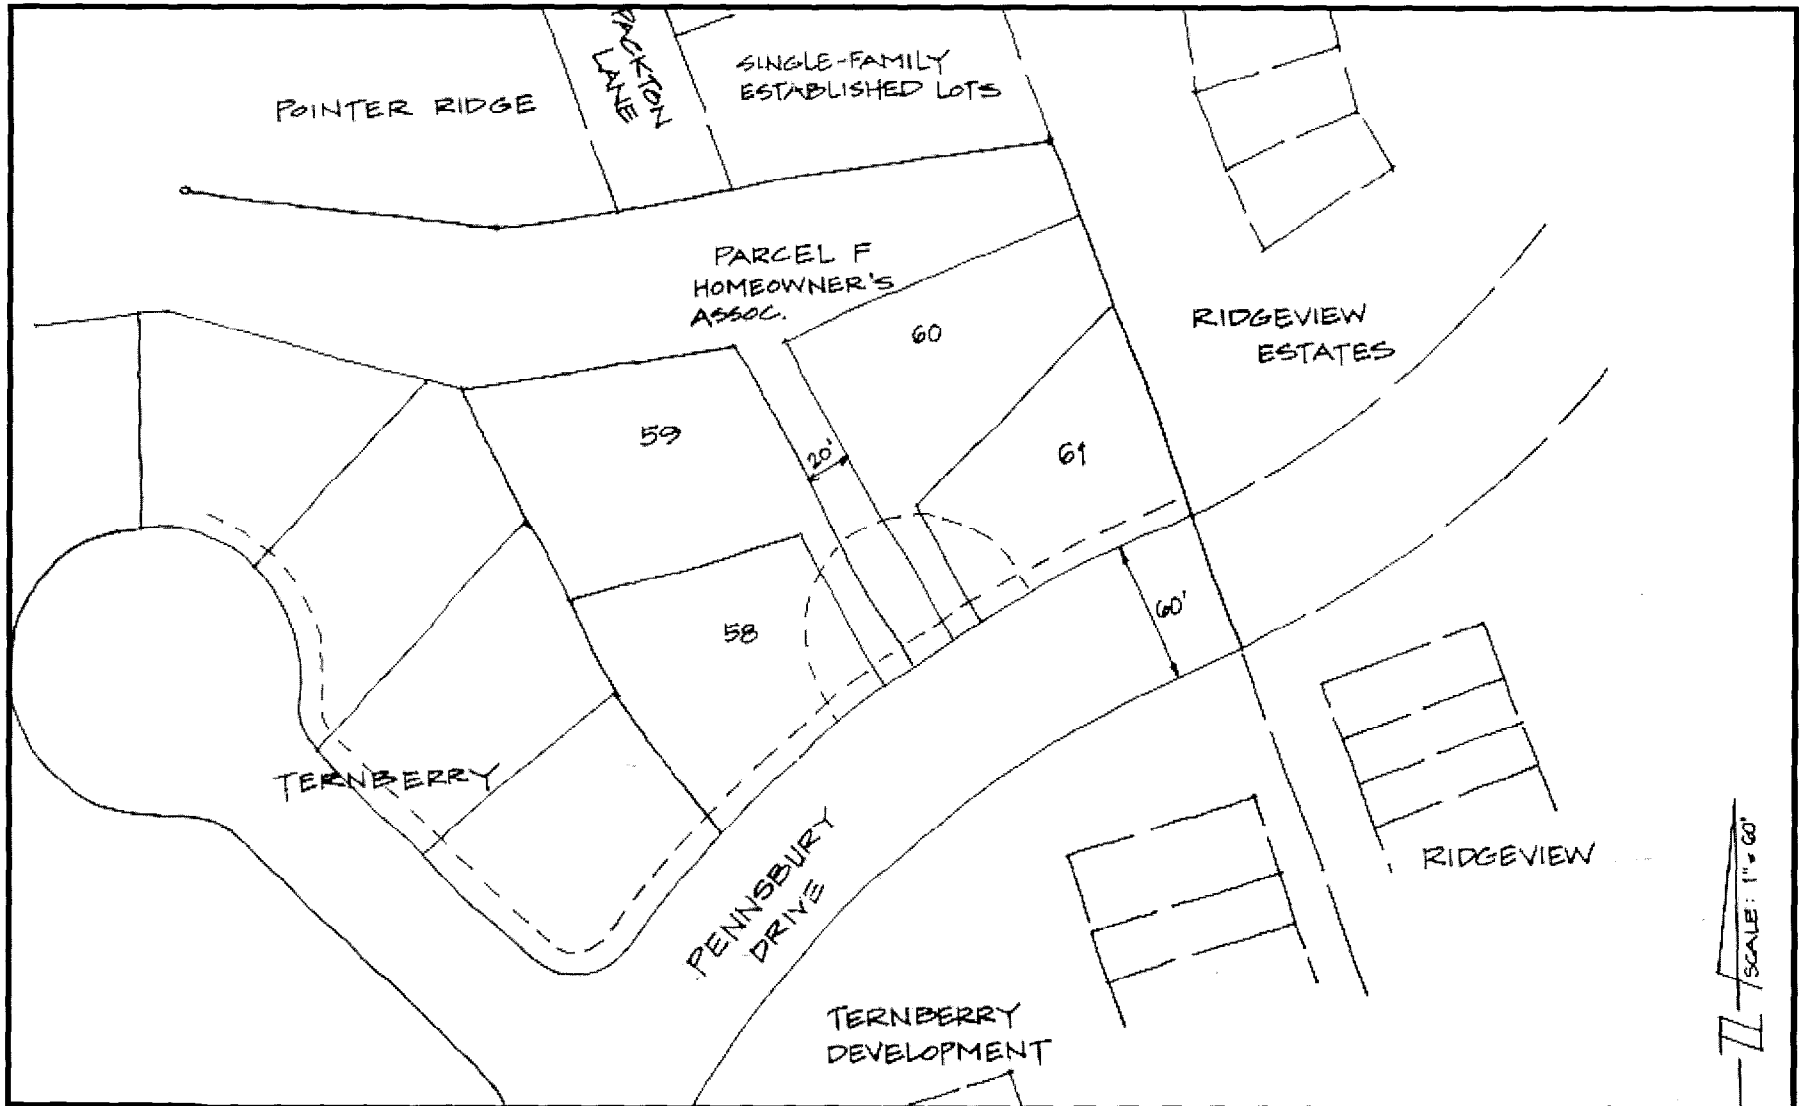 PACKTON
LANE
SINGLE-FAMILY
ESTABLISHED LOTS
POINTER RIDGE
PARCEL F
HOMEOWNER'S
ASSOC.
60
RIDGEVIEW
ESTATES
59
20'
61
58
60'
TERNBERRY
PENNSBURY
DRIVE
RIDGEVIEW
SCALE: 1" = 60'
TERNBERRY
DEVELOPMENT